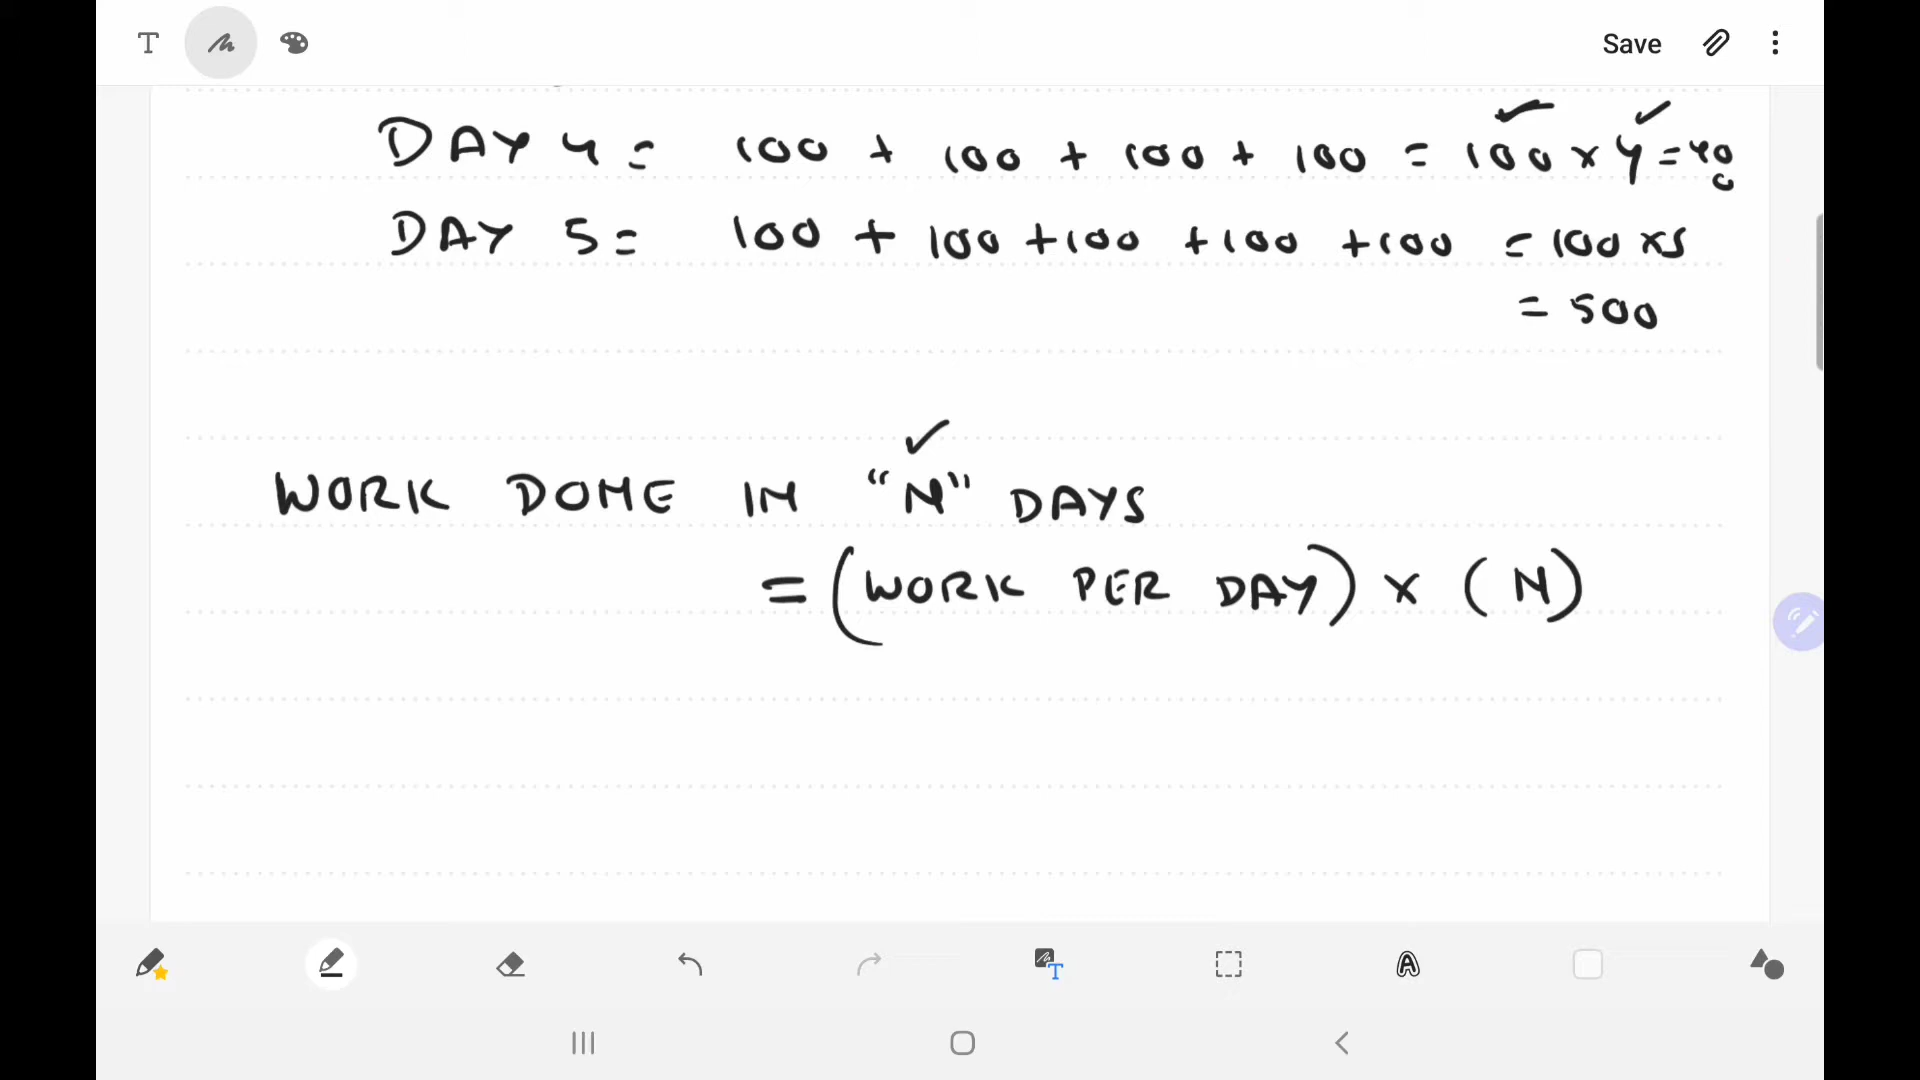 Save
DAY 4 = 100 + 100 + 100 + 100 = 100 x 4 = 400
DAY 5 = 100 + 100 + 100 + 100 + 100 = 100 x 5
= 500
WORK DONE IN "N" DAYS
= (WORK PER DAY) x (N)